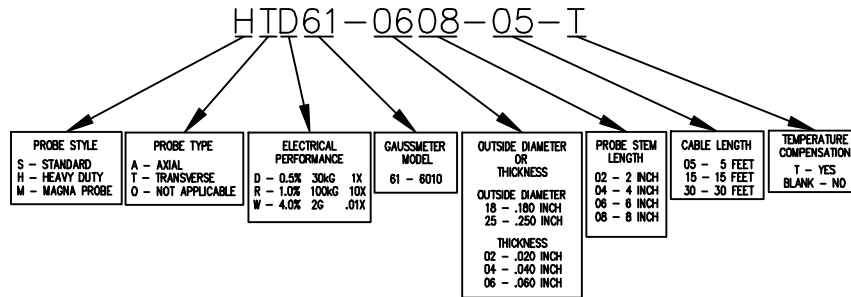 HTD61-0608-05-T
PROBE STYLE
S - STANDARD
H - HEAVY DUTY
M - MAGNA PROBE
PROBE TYPE
A - AXIAL
T - TRANSVERSE
O - NOT APPLICABLE
ELECTRICAL
PERFORMANCE
D - 0.5% 30kG 1X
R - 1.0% 100kG 10X
W - 4.0% 2G .01X
GAUSSMETER
MODEL
61 - 6010
OUTSIDE DIAMETER
OR
THICKNESS
OUTSIDE DIAMETER
18 - .180 INCH
25 - .250 INCH
THICKNESS
02 - .020 INCH
04 - .040 INCH
06 - .060 INCH
PROBE STEM
LENGTH
02 - 2 INCH
04 - 4 INCH
06 - 6 INCH
08 - 8 INCH
CABLE LENGTH
05 - 5 FEET
15 - 15 FEET
30 - 30 FEET
TEMPERATURE
COMPENSATION
T - YES
BLANK - NO